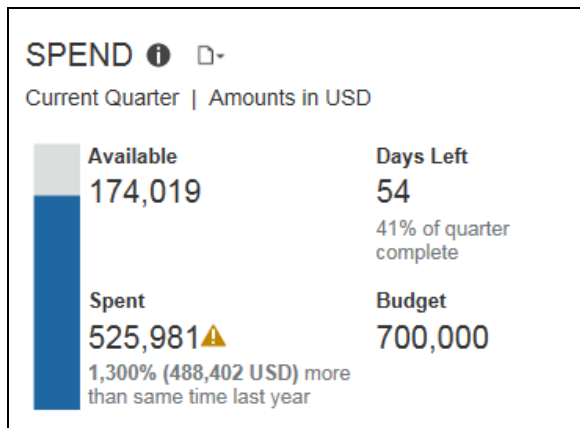 SPEND
Current Quarter | Amounts in USD
Available
174,019
Days Left
54
41% of quarter
complete
Spent
525,981
1,300% (488,402 USD) more
than same time last year
Budget
700,000